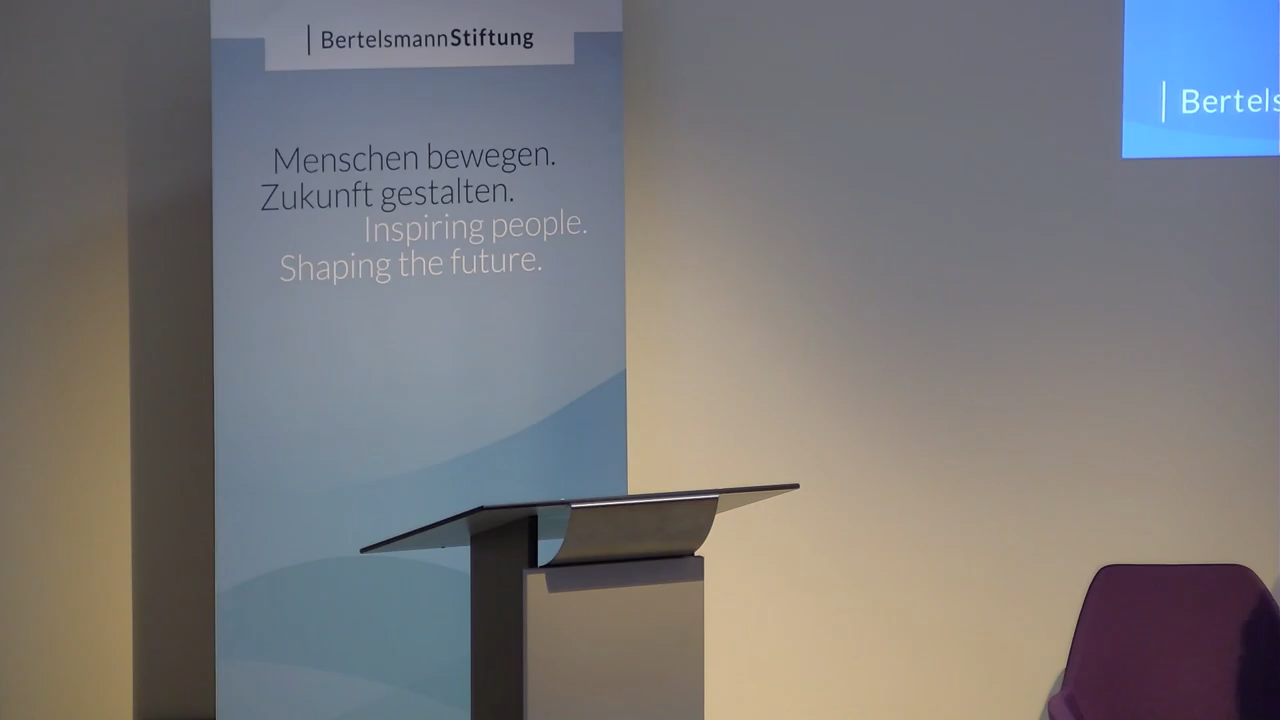 | BertelsmannStiftung
Menschen bewegen.
Zukunft gestalten.
Inspiring people.
Shaping the future.
| Bertels